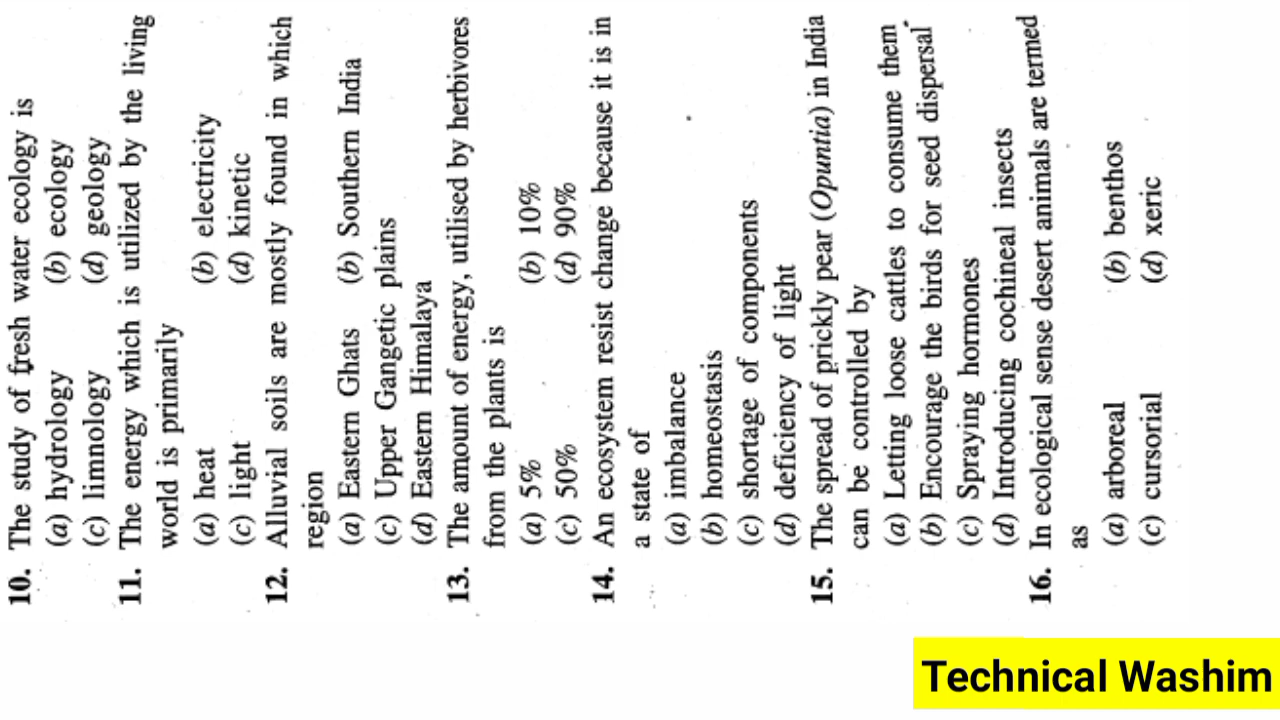 10. The study of fresh water ecology is
(a) hydrology (b) ecology
(c) limnology (d) geology
11. The energy which is utilized by the living
world is primarily
(a) heat (b) electricity
(c) light (d) kinetic
12. Alluvial soils are mostly found in which
region
(a) Eastern Ghats (b) Southern India
(c) Upper Gangetic plains
(d) Eastern Himalaya
13. The amount of energy, utilised by herbivores
from the plants is
(a) 5% (b) 10%
(c) 50% (d) 90%
14. An ecosystem resist change because it is in
a state of
(a) imbalance
(b) homeostasis
(c) shortage of components
(d) deficiency of light
15. The spread of prickly pear (Opuntia) in India
can be controlled by
(a) Letting loose cattles to consume them
(b) Encourage the birds for seed dispersal
(c) Spraying hormones
(d) Introducing cochineal insects
16. In ecological sense desert animals are termed
as
(a) arboreal (b) benthos
(c) cursorial (d) xeric
Technical Washim